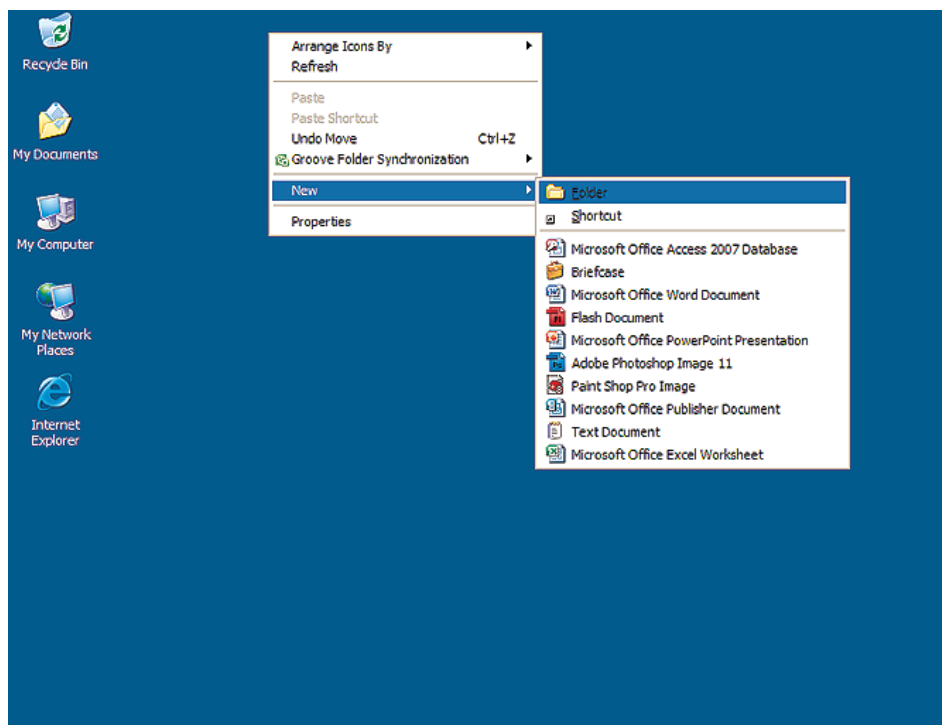 Recycle Bin
My Documents
My Computer
My Network
Places
Internet
Explorer
Arrange Icons By
Refresh
Paste
Paste Shortcut
Undo Move Ctrl+Z
Groove Folder Synchronization
New
Properties
Folder
Shortcut
Microsoft Office Access 2007 Database
Briefcase
Microsoft Office Word Document
Flash Document
Microsoft Office PowerPoint Presentation
Adobe Photoshop Image 11
Paint Shop Pro Image
Microsoft Office Publisher Document
Text Document
Microsoft Office Excel Worksheet